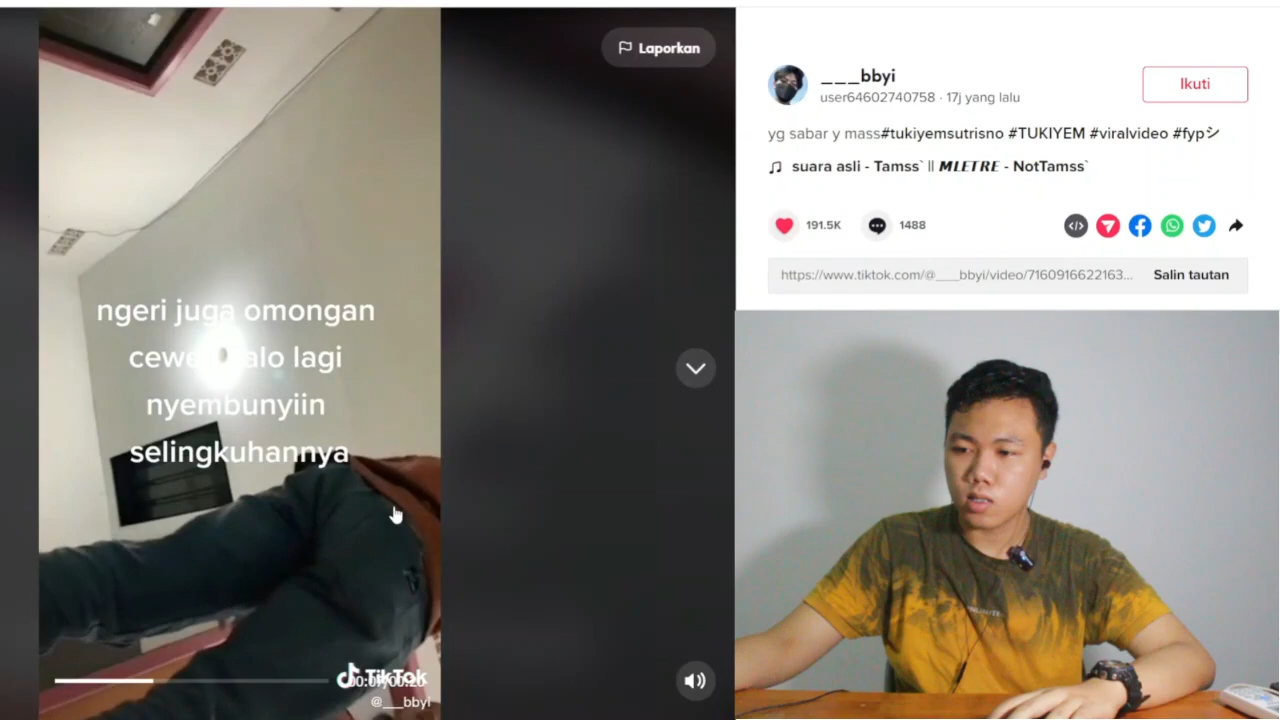 Laporkan
ngeri juga omongan
cewe alo lagi
nyembunyiin
selingkuhannya
TikTok
@___bbyi
___bbyi
user64602740758 · 17j yang lalu
Ikuti
yg sabar y mass#tukiyemsutrisno #TUKIYEM #viralvideo #fypシ
♫ suara asli - Tamss` || MLETRE - NotTamss`
191.5K
1488
https://www.tiktok.com/@___bbyi/video/7160916622163...
Salin tautan